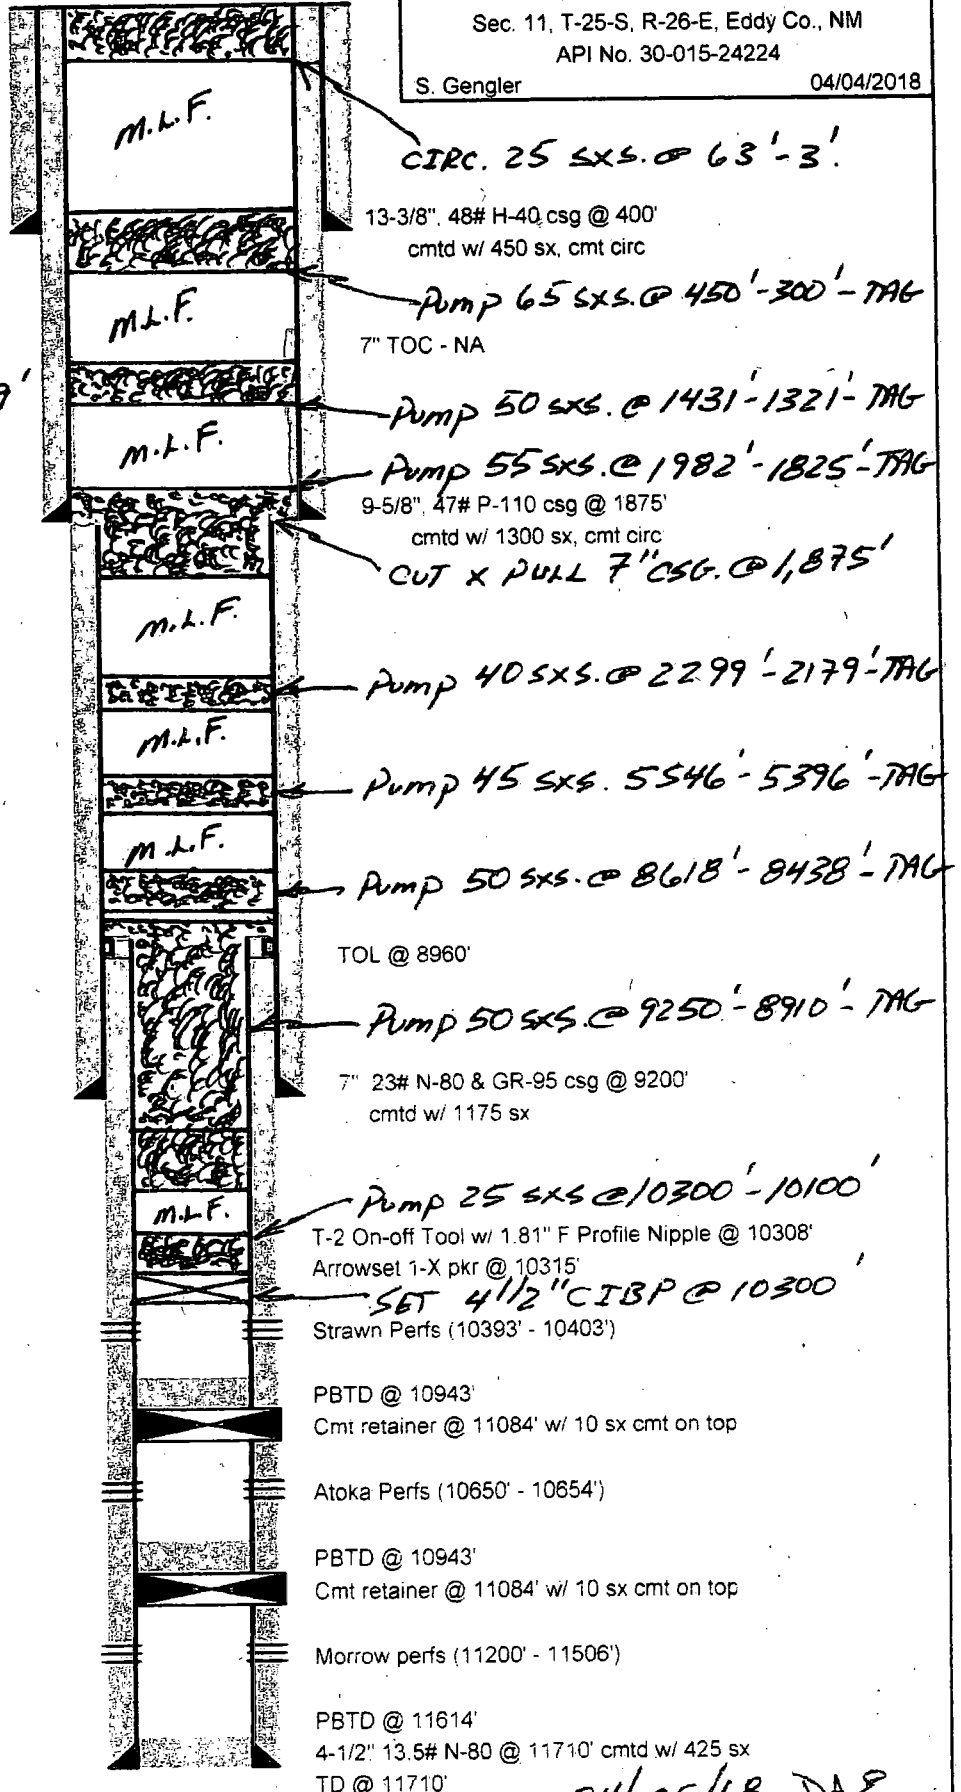 Sec. 11, T-25-S, R-26-E, Eddy Co., NM
API No. 30-015-24224
S. Gengler 04/04/2018
M.L.F.
CIRC. 25 SXS. @ 63'-3'.
13-3/8", 48# H-40 csg @ 400'
cmtd w/ 450 sx, cmt circ
Pump 65 SXS. @ 450'-300'-TAG
M.L.F.
7" TOC - NA
9'
Pump 50 SXS. @ 1431'-1321'-TAG
M.L.F.
Pump 55 SXS. @ 1982'-1825'-TAG
9-5/8", 47# P-110 csg @ 1875'
cmtd w/ 1300 sx, cmt circ
CUT X PULL 7" CSG. @ 1,875'
M.L.F.
Pump 40 SXS. @ 2299'-2179'-TAG
M.L.F.
Pump 45 SXS. 5546'-5396'-TAG
M.L.F.
Pump 50 SXS. @ 8618'-8438'-TAG
TOL @ 8960'
Pump 50 SXS. @ 9250'-8910'-TAG
7" 23# N-80 & GR-95 csg @ 9200'
cmtd w/ 1175 sx
Pump 25 SXS @ 10300'-10100'
M.L.F.
T-2 On-off Tool w/ 1.81" F Profile Nipple @ 10308'
Arrowset 1-X pkr @ 10315'
SET 4 1/2" CIBP @ 10300'
Strawn Perfs (10393' - 10403')
PBTD @ 10943'
Cmt retainer @ 11084' w/ 10 sx cmt on top
Atoka Perfs (10650' - 10654')
PBTD @ 10943'
Cmt retainer @ 11084' w/ 10 sx cmt on top
Morrow perfs (11200' - 11506')
PBTD @ 11614'
4-1/2" 13.5# N-80 @ 11710' cmtd w/ 425 sx
TD @ 11710'